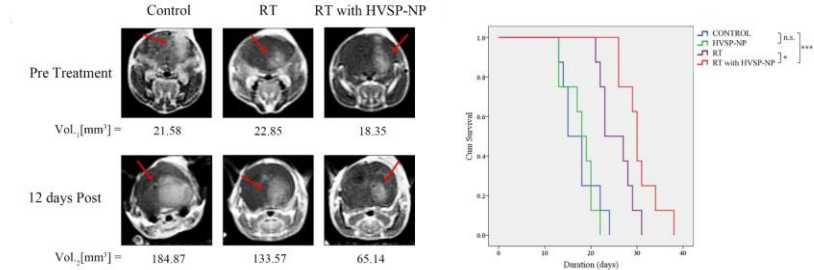 Control RT RT with HVSP-NP
Pre Treatment
Vol.₁[mm³] = 21.58 22.85 18.35
12 days Post
Vol.₂[mm³] = 184.87 133.57 65.14
CONTROL
HVSP-NP
RT
RT with HVSP-NP
n.s.
*
***
Cum Survival
1.0
0.8
0.6
0.4
0.2
0.0
0 10 20 30 40
Duration (days)